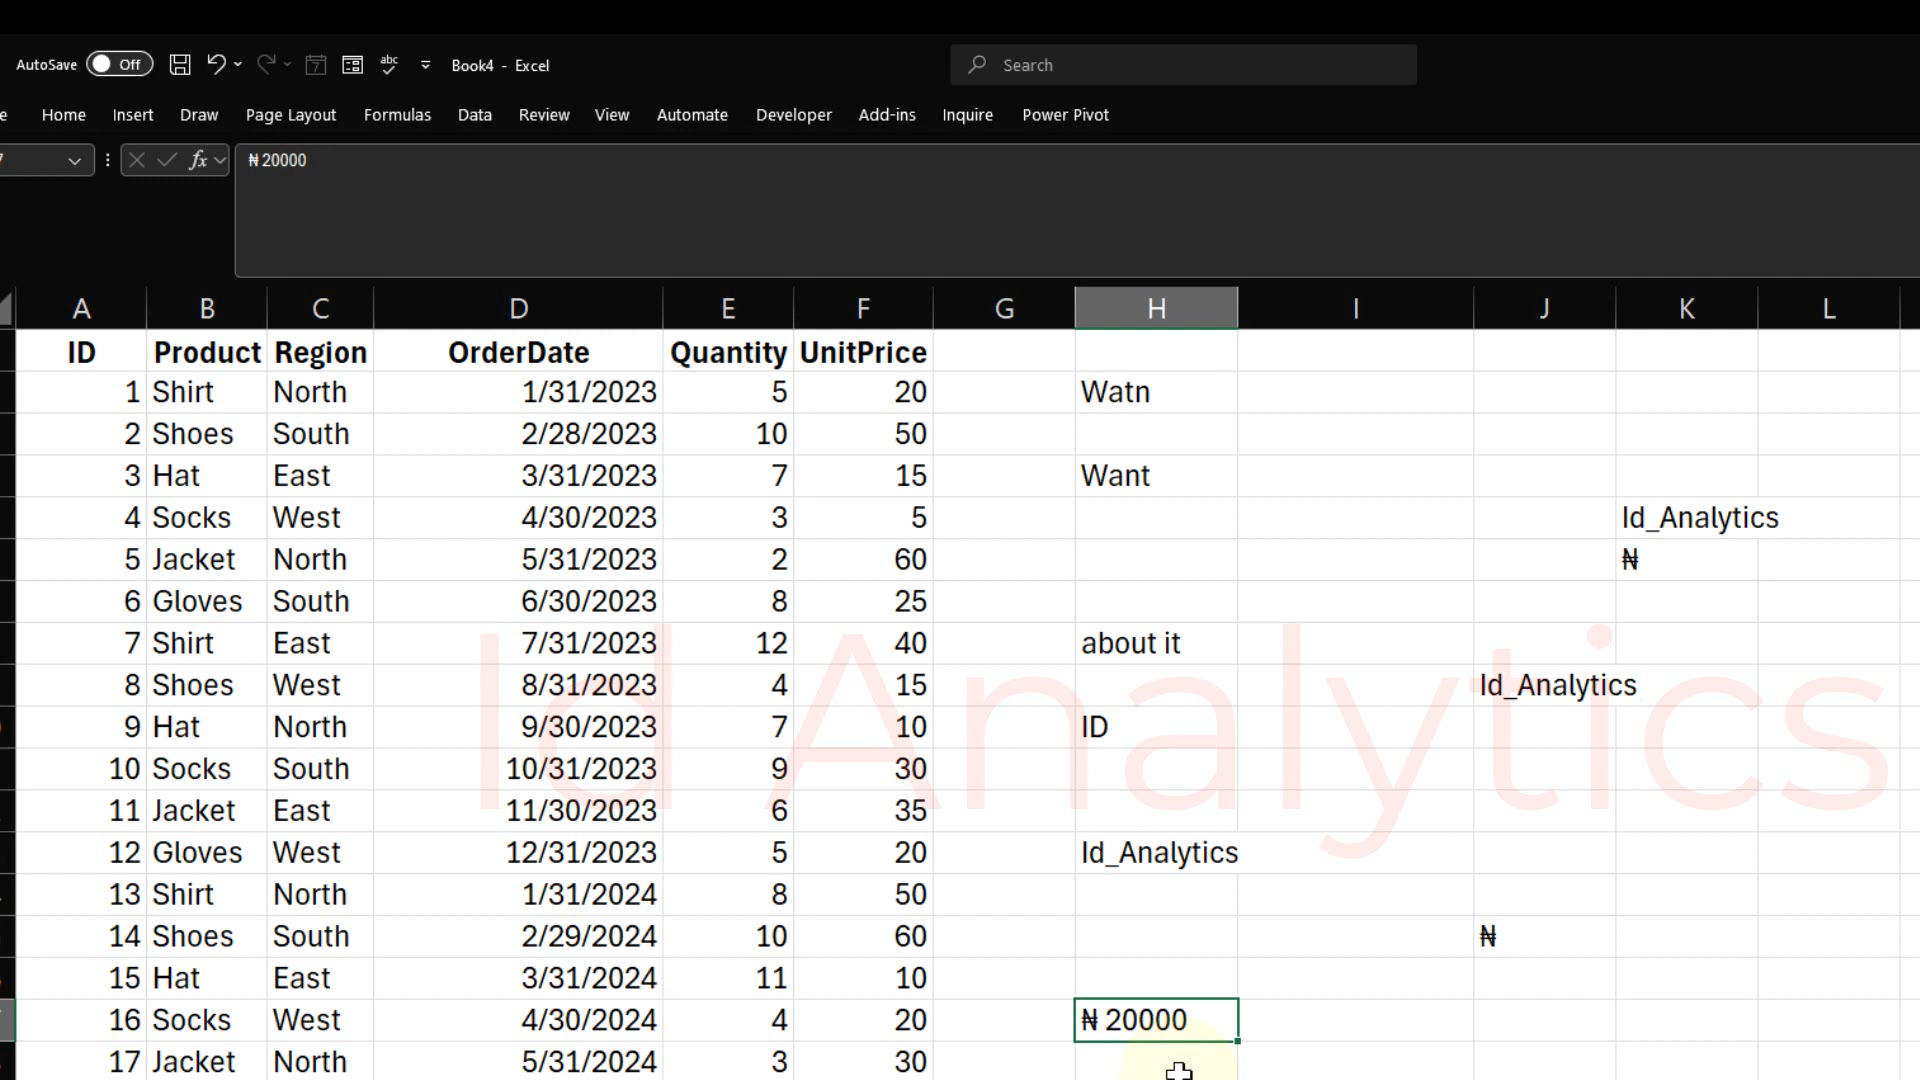 AutoSave Off abc 7 Book4 - Excel Search
e Home Insert Draw Page Layout Formulas Data Review View Automate Developer Add-ins Inquire Power Pivot
7 fx ₦20000
A B C D E F G H I J K L
ID Product Region OrderDate Quantity UnitPrice
1 Shirt North 1/31/2023 5 20 Watn
2 Shoes South 2/28/2023 10 50
3 Hat East 3/31/2023 7 15 Want
4 Socks West 4/30/2023 3 5 Id_Analytics
5 Jacket North 5/31/2023 2 60 ₦
6 Gloves South 6/30/2023 8 25
7 Shirt East 7/31/2023 12 40 about it
8 Shoes West 8/31/2023 4 15 Id_Analytics
9 Hat North 9/30/2023 7 10 ID
Id Analytics
10 Socks South 10/31/2023 9 30
11 Jacket East 11/30/2023 6 35
12 Gloves West 12/31/2023 5 20 Id_Analytics
13 Shirt North 1/31/2024 8 50
14 Shoes South 2/29/2024 10 60 ₦
15 Hat East 3/31/2024 11 10
16 Socks West 4/30/2024 4 20 ₦ 20000
17 Jacket North 5/31/2024 3 30